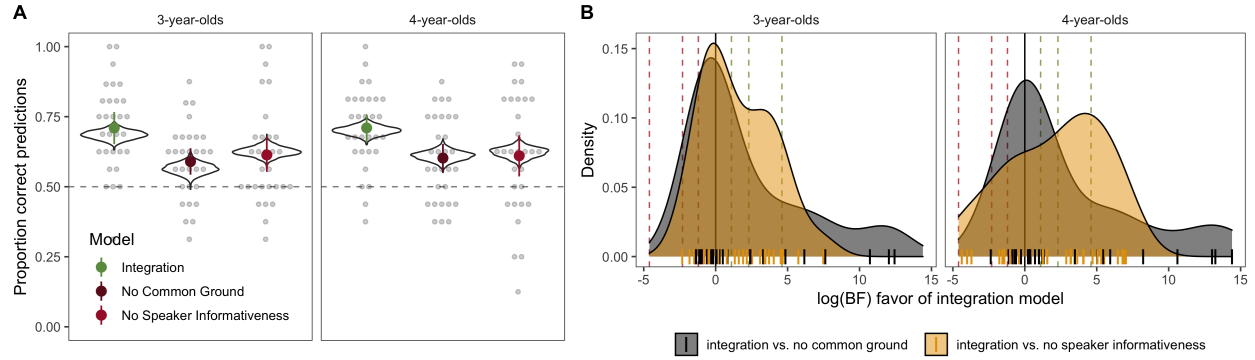 A
3-year-olds
4-year-olds
Proportion correct predictions
1.00
0.75
0.50
0.25
0.00
Model
Integration
No Common Ground
No Speaker Informativeness
B
3-year-olds
4-year-olds
Density
0.15
0.10
0.05
0.00
-5 0 5 10 15
-5 0 5 10 15
log(BF) favor of integration model
integration vs. no common ground
integration vs. no speaker informativeness